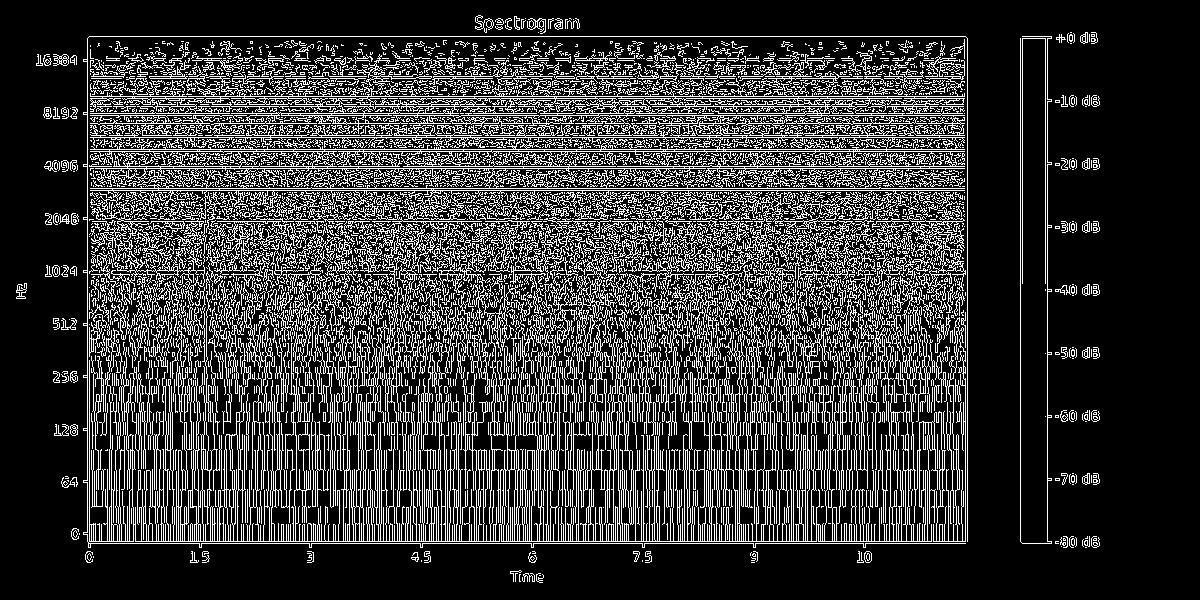 Spectrogram
Hz
16384
8192
4096
2048
1024
512
256
128
64
0
0
1.5
3
4.5
6
7.5
9
10
Time
+0 dB
-10 dB
-20 dB
-30 dB
-40 dB
-50 dB
-60 dB
-70 dB
-80 dB